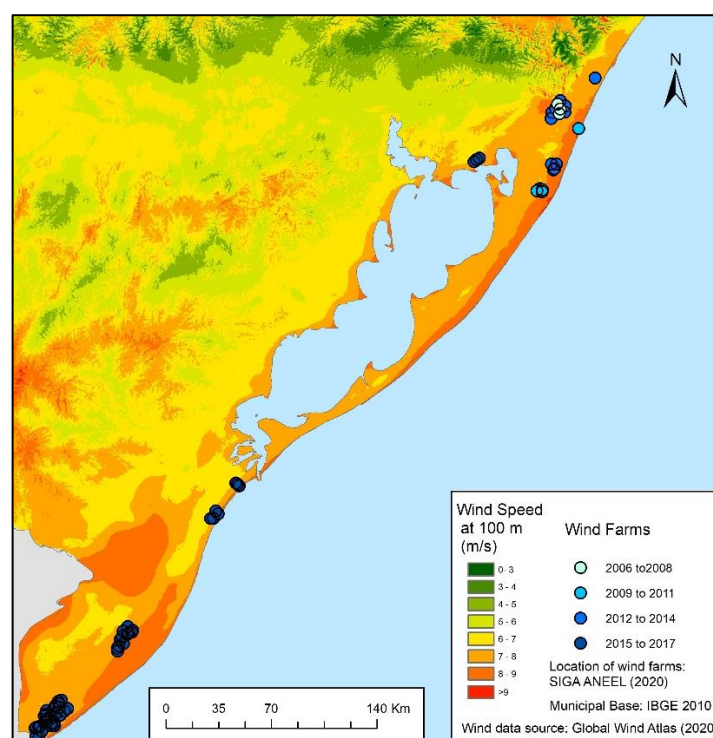 N
Wind Speed
at 100 m
(m/s)
0 - 3
3 - 4
4 - 5
5 - 6
6 - 7
7 - 8
8 - 9
>9
Wind Farms
2006 to2008
2009 to 2011
2012 to 2014
2015 to 2017
Location of wind farms:
SIGA ANEEL (2020)
Municipal Base: IBGE 2010
Wind data source: Global Wind Atlas (2020
0 35 70 140 Km